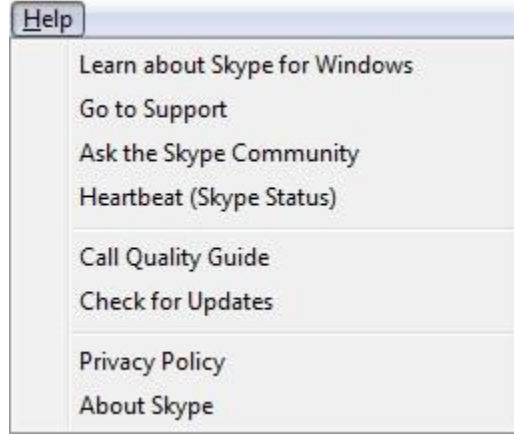 Help
Learn about Skype for Windows
Go to Support
Ask the Skype Community
Heartbeat (Skype Status)
Call Quality Guide
Check for Updates
Privacy Policy
About Skype